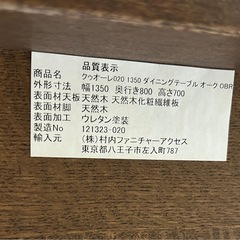 品質表示
商品名 クゥオーレ020 1350 ダイニングテーブル オーク OBR
外形寸法 幅1350 奥行き800 高さ700
表面材天板 天然木 天然木化粧繊維板
表面材脚 天然木
表面加工 ウレタン塗装
製造No 121323-020
輸入元 (株)村内ファニチャーアクセス
東京都八王子市左入町787